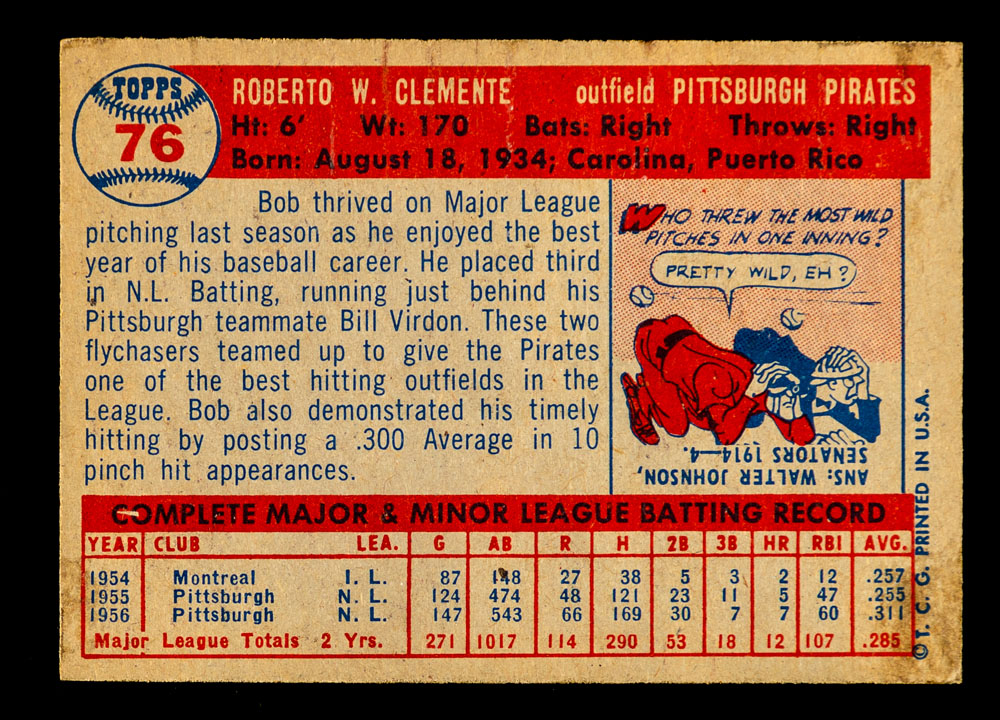 TOPPS
76
ROBERTO W. CLEMENTE outfield PITTSBURGH PIRATES
Ht: 6' Wt: 170 Bats: Right Throws: Right
Born: August 18, 1934; Carolina, Puerto Rico
Bob thrived on Major League
pitching last season as he enjoyed the best
year of his baseball career. He placed third
in N.L. Batting, running just behind his
Pittsburgh teammate Bill Virdon. These two
flychasers teamed up to give the Pirates
one of the best hitting outfields in the
League. Bob also demonstrated his timely
hitting by posting a .300 Average in 10
pinch hit appearances.
WHO THREW THE MOST WILD
PITCHES IN ONE INNING?
PRETTY WILD, EH?
ANS: WALTER JOHNSON,
SENATORS 1914—4.
COMPLETE MAJOR & MINOR LEAGUE BATTING RECORD
YEAR CLUB LEA. G AB R H 2B 3B HR RBI AVG.
1954 Montreal I. L. 87 148 27 38 5 3 2 12 .257
1955 Pittsburgh N. L. 124 474 48 121 23 11 5 47 .255
1956 Pittsburgh N. L. 147 543 66 169 30 7 7 60 .311
Major League Totals 2 Yrs. 271 1017 114 290 53 18 12 107 .285
©T. C. G. PRINTED IN U.S.A.